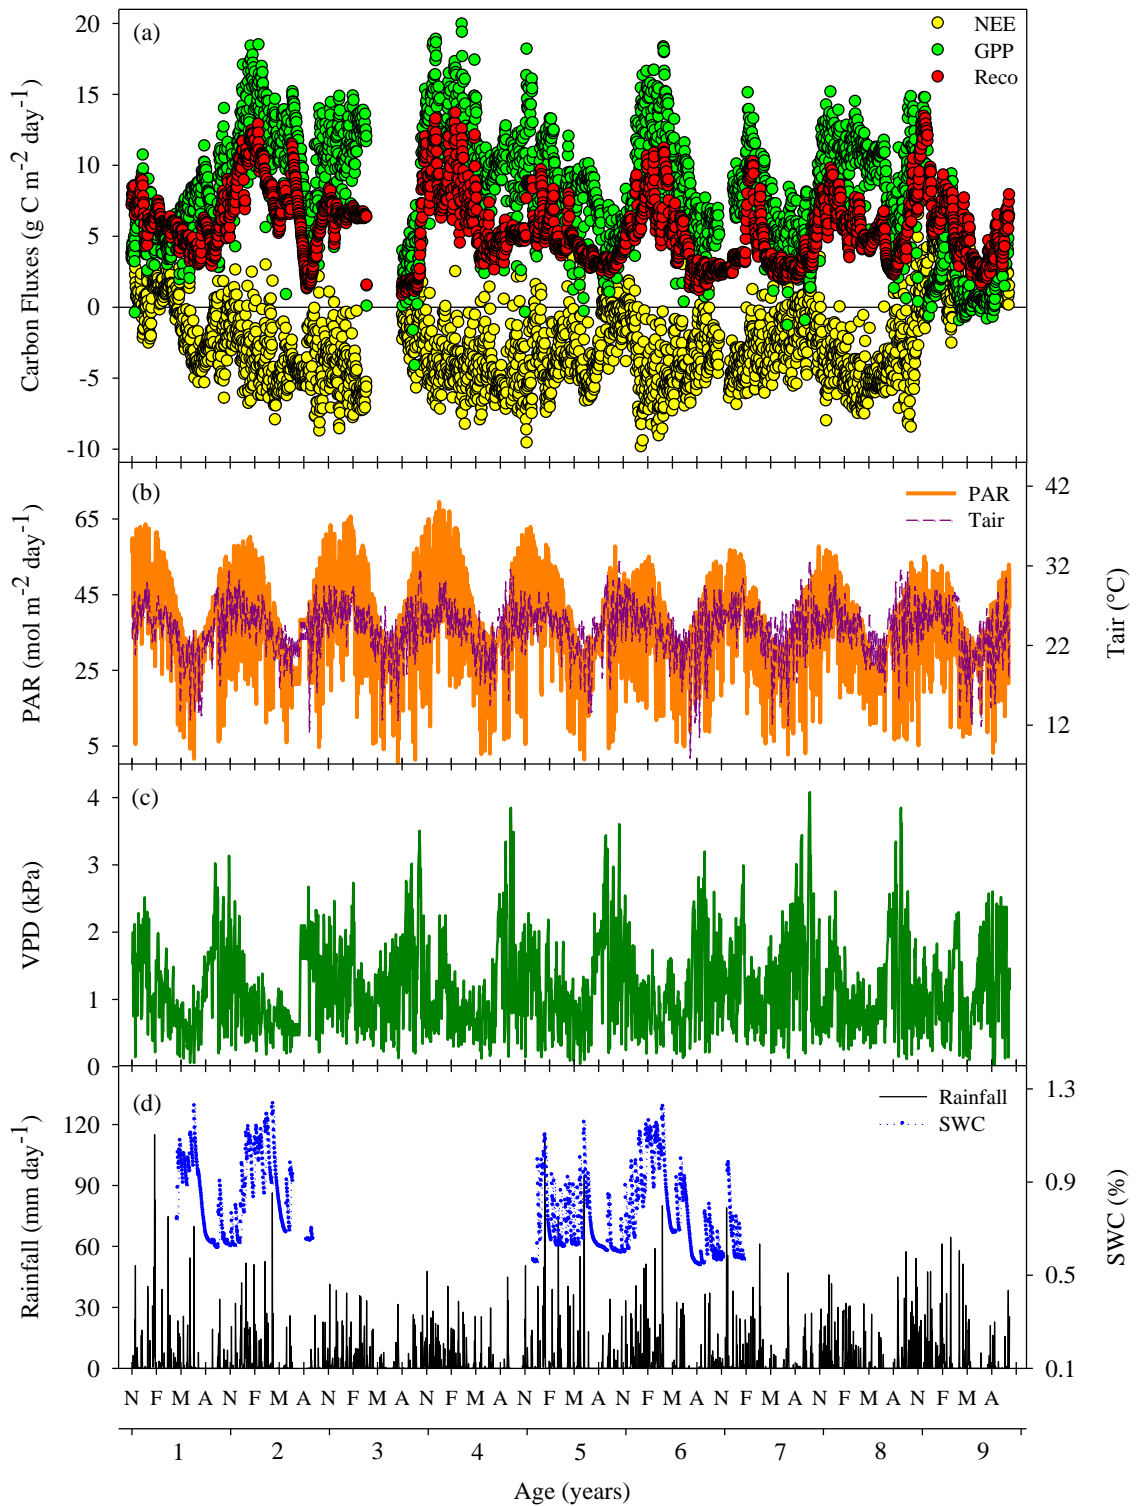 (a)
NEE
GPP
Reco
Carbon Fluxes (g C m-2 day-1)
20
15
10
5
0
-5
-10
(b)
PAR
Tair
PAR (mol m-2 day-1)
65
45
25
5
42
32
22
12
Tair (°C)
(c)
VPD (kPa)
4
3
2
1
0
(d)
Rainfall
SWC
Rainfall (mm day-1)
120
90
60
30
0
1.3
0.9
0.5
0.1
SWC (%)
N F M A N F M A N F M A N F M A N F M A N F M A N F M A N F M A N F M A
1 2 3 4 5 6 7 8 9
Age (years)